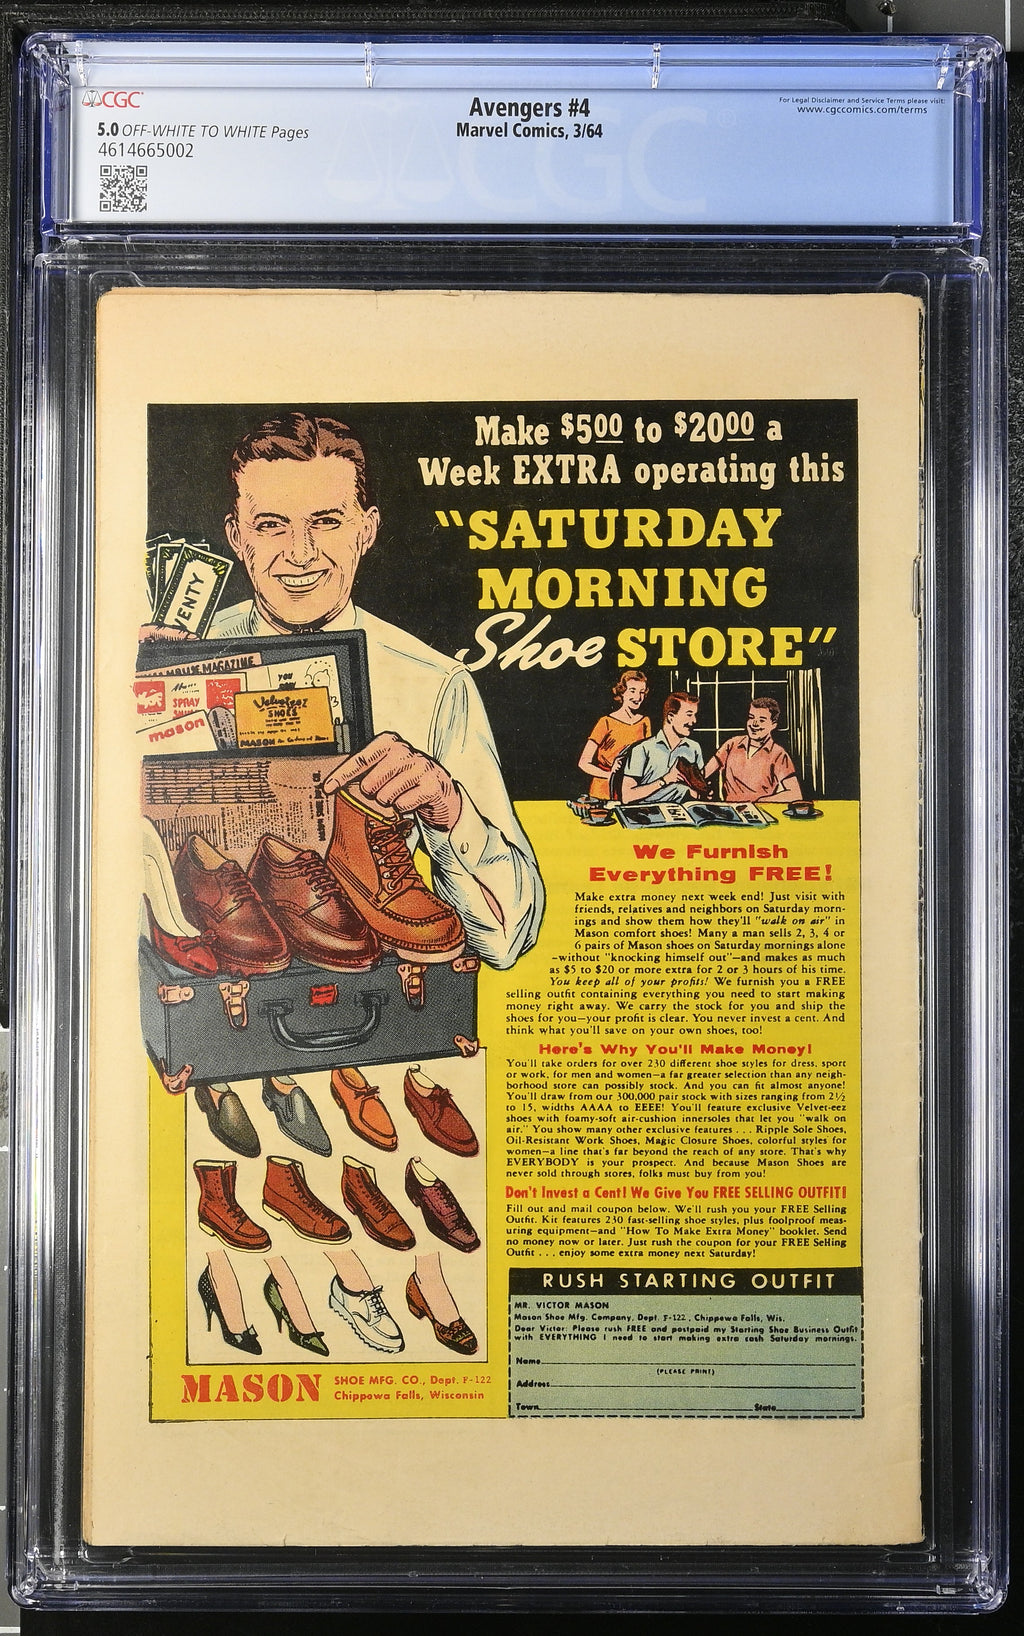 CGC
5.0 OFF-WHITE TO WHITE Pages
4614665002
Avengers #4
Marvel Comics, 3/64
For Legal Disclaimer and Service Terms please visit:
www.cgccomics.com/terms
CGC
Make $5.00 to $20.00 a
Week EXTRA operating this
"SATURDAY
MORNING
Shoe STORE"
VENTY
MAGAZINE
YOU
SPRAY
mason
Velveteez
SHOES
MASON
We Furnish
Everything FREE!
Make extra money next week end! Just visit with
friends, relatives and neighbors on Saturday morn-
ings and show them how they'll "walk on air" in
Mason comfort shoes! Many a man sells 2, 3, 4 or
6 pairs of Mason shoes on Saturday mornings alone
—without "knocking himself out"—and makes as much
as $5 to $20 or more extra for 2 or 3 hours of his time.
You keep all of your profits! We furnish you a FREE
selling outfit containing everything you need to start making
money right away. We carry the stock for you and ship the
shoes for you—your profit is clear. You never invest a cent. And
think what you'll save on your own shoes, too!
Here's Why You'll Make Money!
You'll take orders for over 230 different shoe styles for dress, sport
or work, for men and women—a far greater selection than any neigh-
borhood store can possibly stock. And you can fit almost anyone!
You'll draw from our 300,000 pair stock with sizes ranging from 2½
to 15, widths AAAA to EEEE! You'll feature exclusive Velvet-eez
shoes with foamy-soft air-cushion innersoles that let you "walk on
air." You show many other exclusive features . . . Ripple Sole Shoes,
Oil-Resistant Work Shoes, Magic Closure Shoes, colorful styles for
women—a line that's far beyond the reach of any store. That's why
EVERYBODY is your prospect. And because Mason Shoes are
never sold through stores, folks must buy from you!
Don't Invest a Cent! We Give You FREE SELLING OUTFIT!
Fill out and mail coupon below. We'll rush you your FREE Selling
Outfit. Kit features 230 fast-selling shoe styles, plus foolproof meas-
uring equipment—and "How To Make Extra Money" booklet. Send
no money now or later. Just rush the coupon for your FREE Selling
Outfit . . . enjoy some extra money next Saturday!
RUSH STARTING OUTFIT
MR. VICTOR MASON
Mason Shoe Mfg. Company, Dept. F-122, Chippewa Falls, Wis.
Dear Victor: Please rush FREE and postpaid my Starting Shoe Business Outfit
with EVERYTHING I need to start making extra cash Saturday mornings.
Name
(PLEASE PRINT)
Address
Town State
MASON SHOE MFG. CO., Dept. F-122
Chippewa Falls, Wisconsin